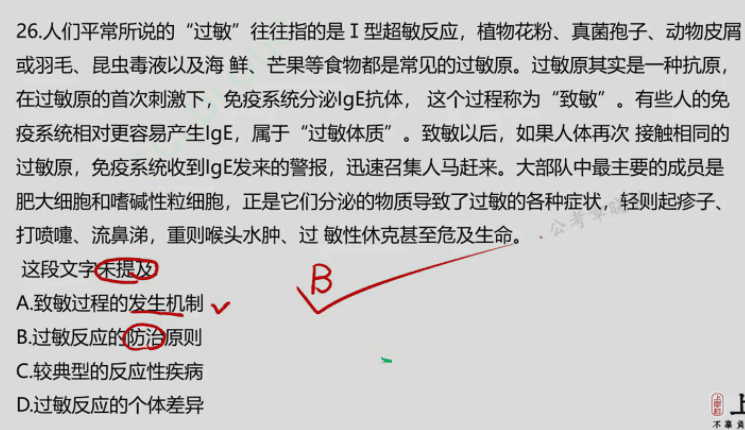 26.人们平常所说的“过敏”往往指的是Ⅰ型超敏反应，植物花粉、真菌孢子、动物皮屑
或羽毛、昆虫毒液以及海 鲜、芒果等食物都是常见的过敏原。过敏原其实是一种抗原，
在过敏原的首次刺激下，免疫系统分泌IgE抗体， 这个过程称为“致敏”。有些人的免
疫系统相对更容易产生IgE，属于“过敏体质”。致敏以后，如果人体再次 接触相同的
过敏原，免疫系统收到IgE发来的警报，迅速召集人马赶来。大部队中最主要的成员是
肥大细胞和嗜碱性粒细胞，正是它们分泌的物质导致了过敏的各种症状，轻则起疹子、
打喷嚏、流鼻涕，重则喉头水肿、过 敏性休克甚至危及生命。
这段文字未提及
B
A.致敏过程的发生机制
B.过敏反应的防治原则
C.较典型的反应性疾病
D.过敏反应的个体差异
上